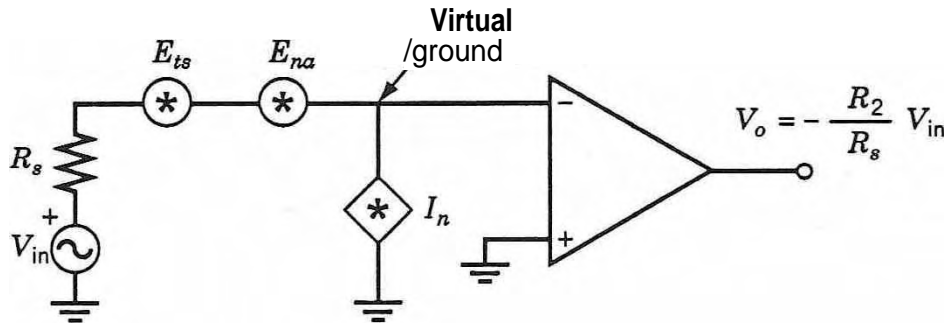 Virtual
/ground
E_ts
E_na
R_s
+
V_in
I_n
−
+
V_o = − R_2 / R_s V_in